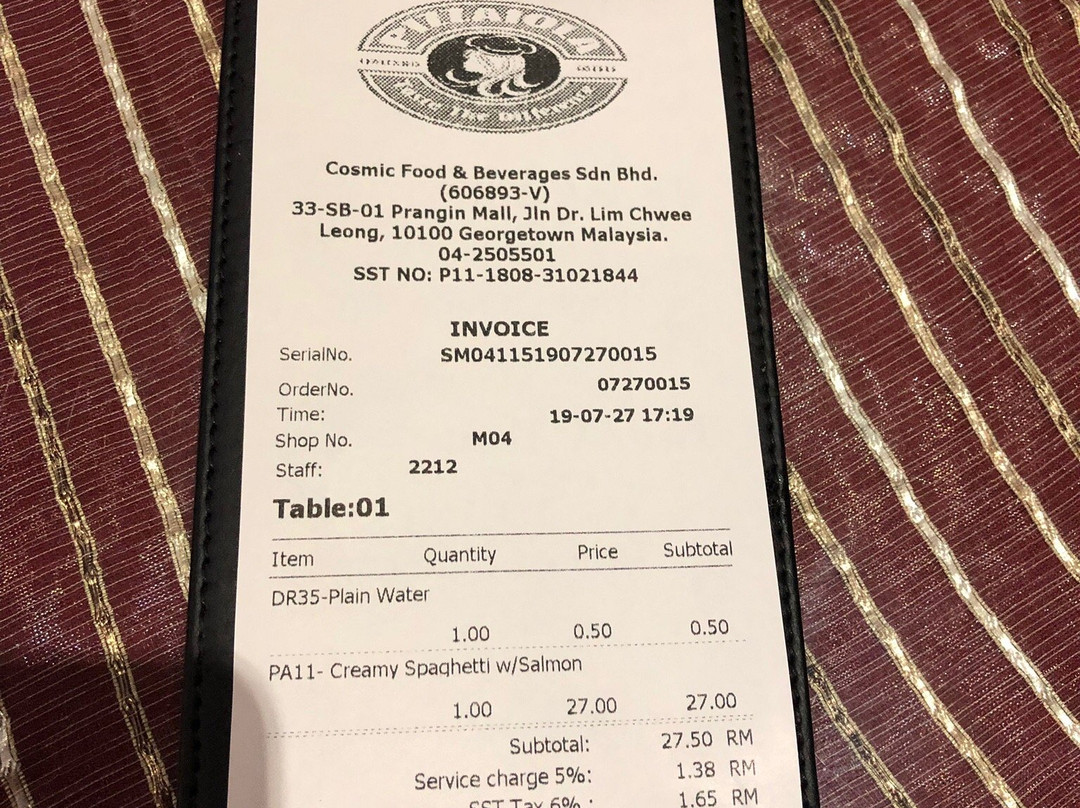 Cosmic Food & Beverages Sdn Bhd.
(606893-V)
33-SB-01 Prangin Mall, Jln Dr. Lim Chwee
Leong, 10100 Georgetown Malaysia.
04-2505501
SST NO: P11-1808-31021844
INVOICE
SerialNo. SM041151907270015
OrderNo. 07270015
Time: 19-07-27 17:19
Shop No. M04
Staff: 2212
Table:01
Item Quantity Price Subtotal
DR35-Plain Water
1.00 0.50 0.50
PA11- Creamy Spaghetti w/Salmon
1.00 27.00 27.00
Subtotal: 27.50 RM
Service charge 5%: 1.38 RM
SST Tax 6% : 1.65 RM